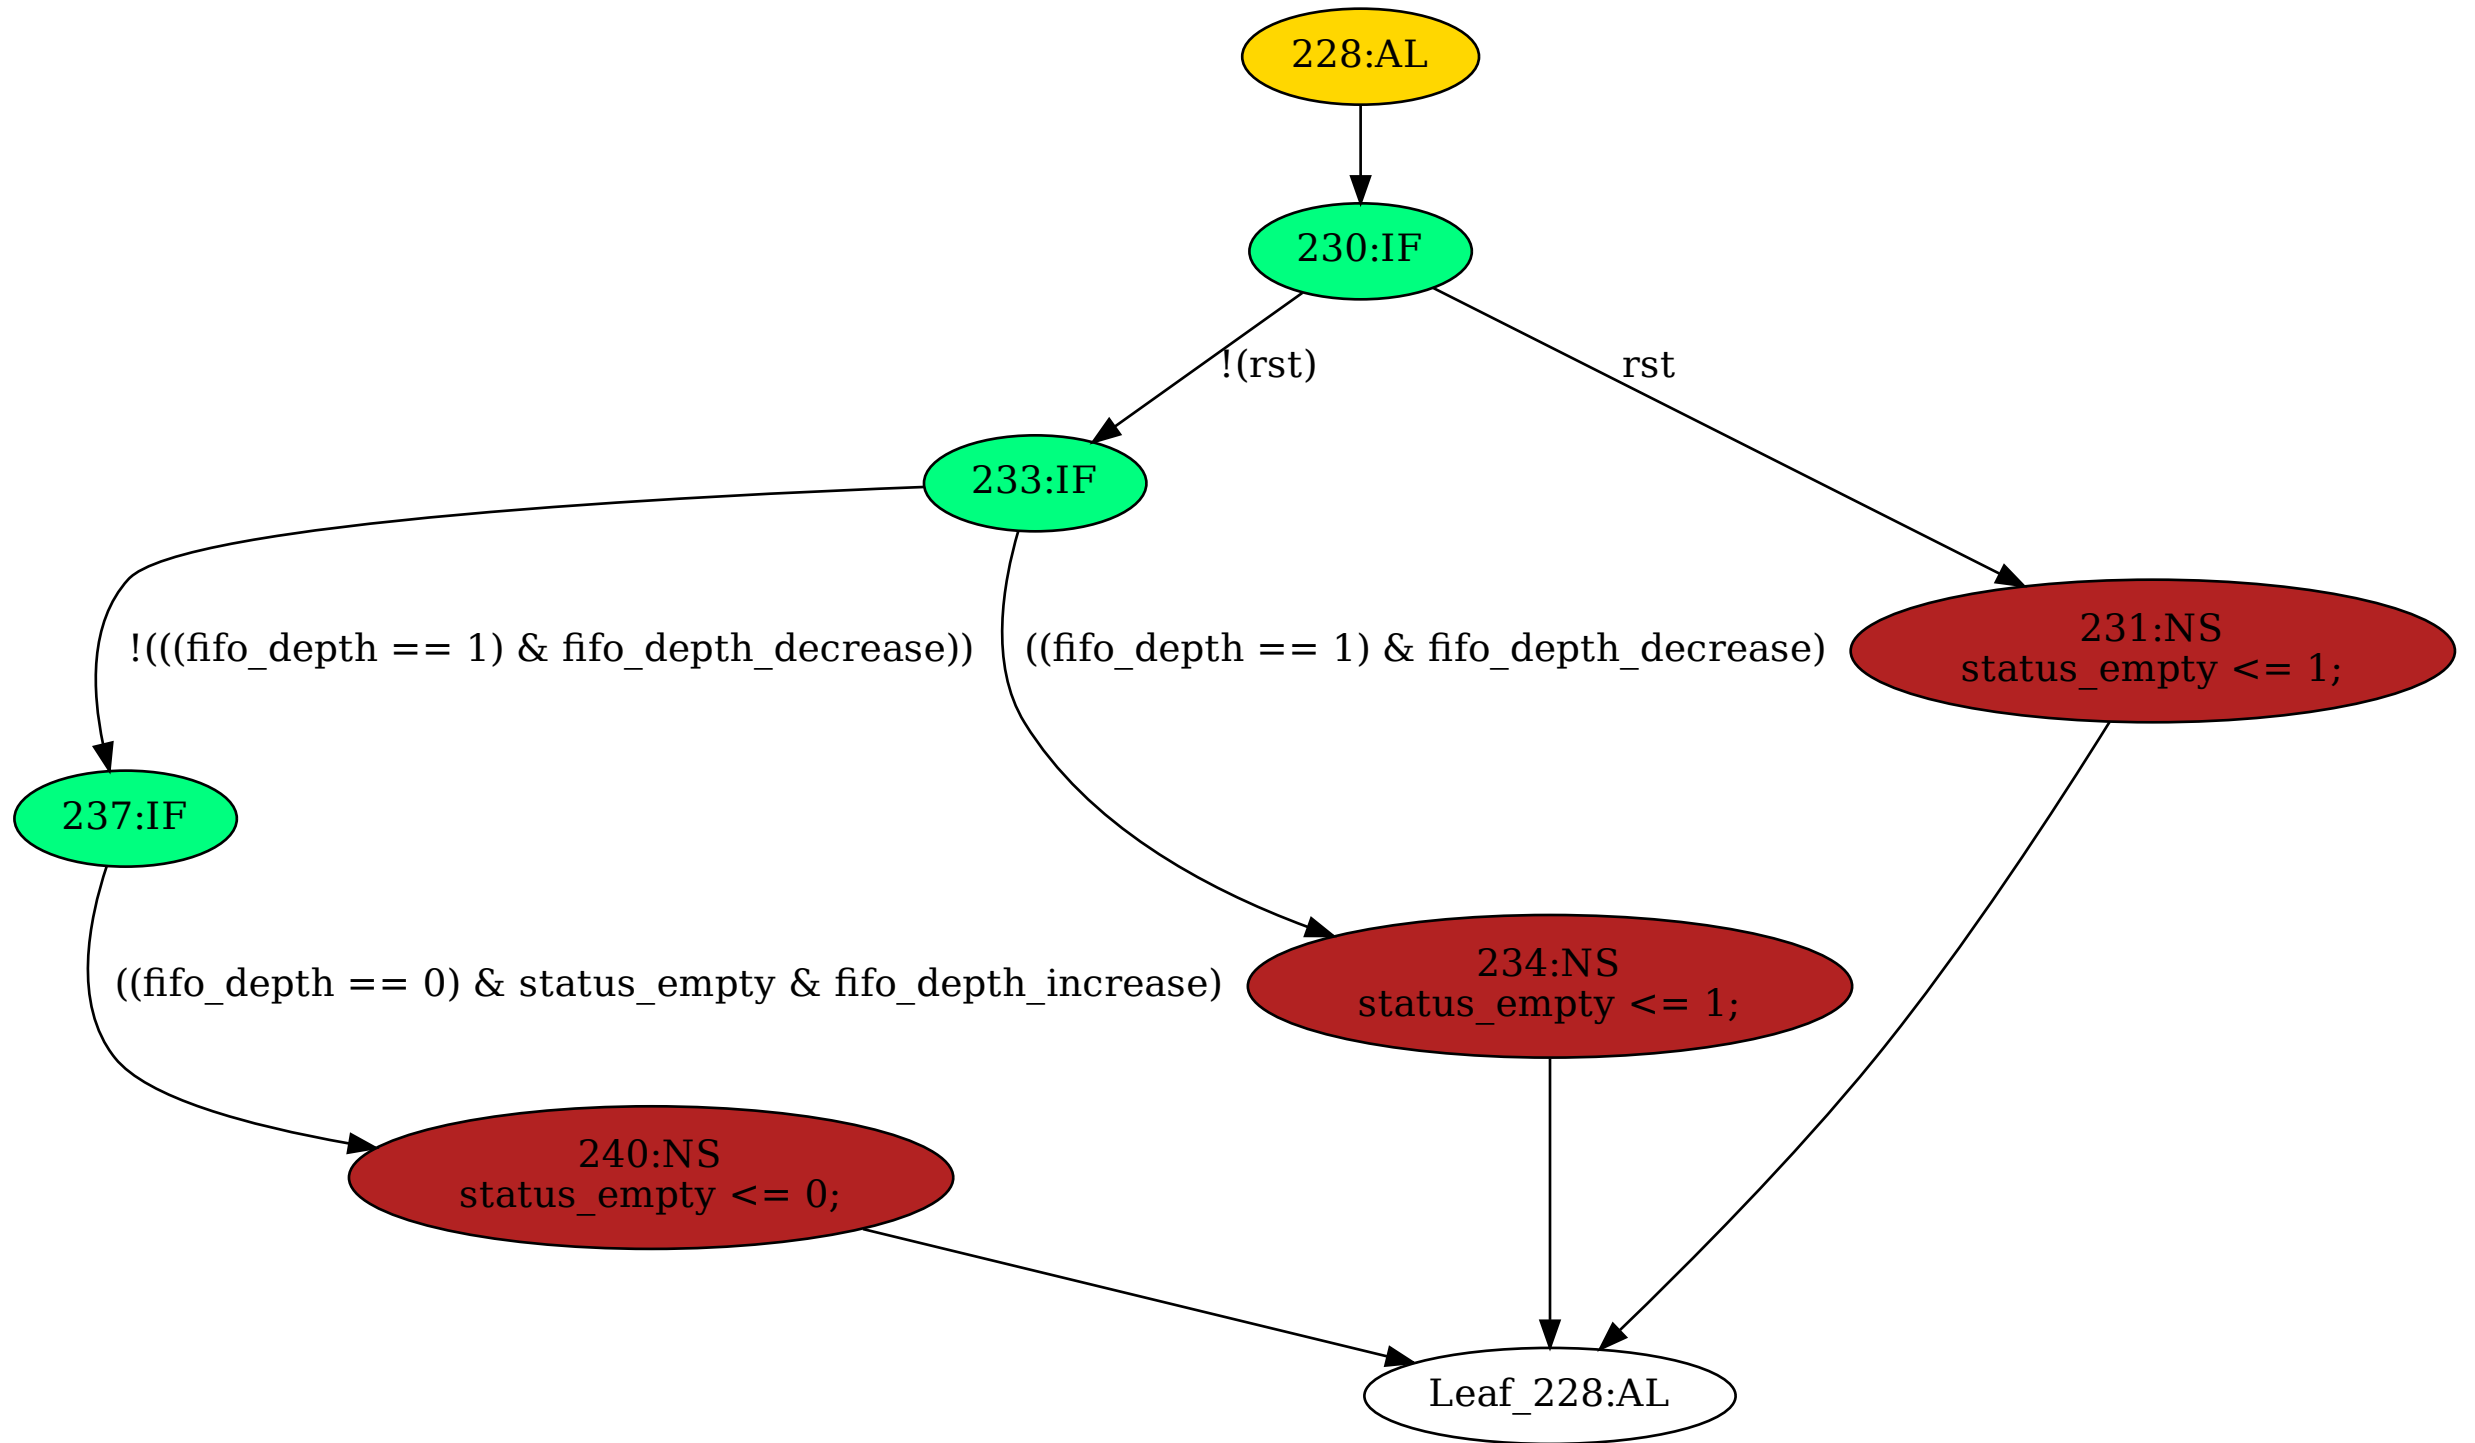 228:AL
230:IF
!(rst)
rst
233:IF
!(((fifo_depth == 1) & fifo_depth_decrease))
((fifo_depth == 1) & fifo_depth_decrease)
231:NS
status_empty <= 1;
237:IF
((fifo_depth == 0) & status_empty & fifo_depth_increase)
234:NS
status_empty <= 1;
240:NS
status_empty <= 0;
Leaf_228:AL